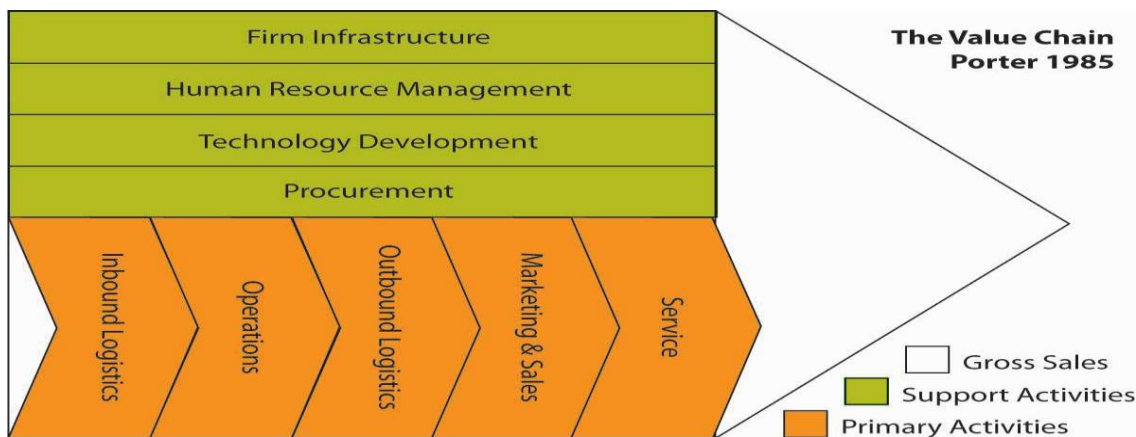 Firm Infrastructure
The Value Chain
Porter 1985
Human Resource Management
Technology Development
Procurement
Inbound Logistics
Operations
Outbound Logistics
Marketing & Sales
Service
Gross Sales
Support Activities
Primary Activities